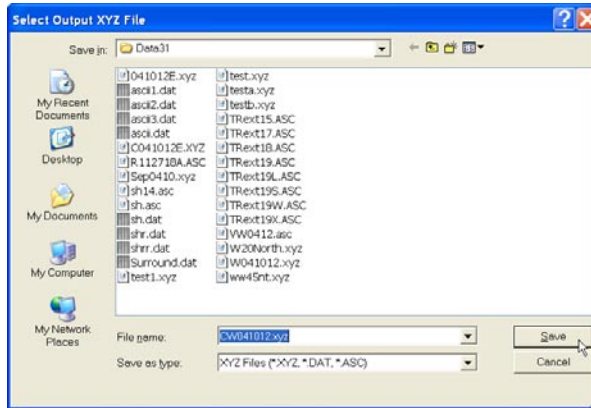 Select Output XYZ File
Save in:
Data31
My Recent
Documents
Desktop
My Documents
My Computer
My Network
Places
041012E.xyz
ascii1.dat
ascii2.dat
ascii3.dat
ascii.dat
C041012E.XYZ
R112718A.ASC
Sep0410.xyz
sh14.asc
sh.asc
sh.dat
shr.dat
shrr.dat
Surround.dat
test1.xyz
test.xyz
testa.xyz
testb.xyz
TRext15.ASC
TRext17.ASC
TRext18.ASC
TRext19.ASC
TRext19L.ASC
TRext19S.ASC
TRext19W.ASC
TRext19X.ASC
VW0412.asc
W20North.xyz
W041012.xyz
ww45nt.xyz
File name:
CW041012.xyz
Save
Save as type:
XYZ Files (*.XYZ, *.DAT, *.ASC)
Cancel